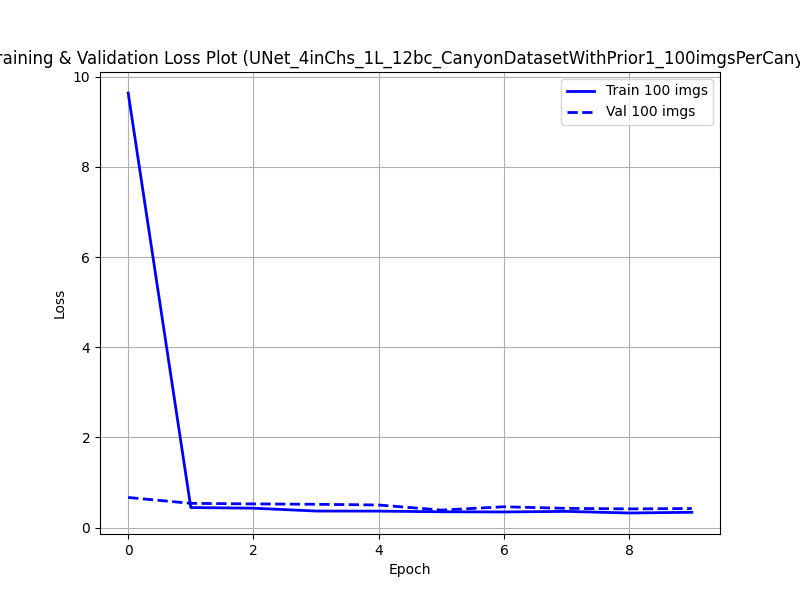 raining & Validation Loss Plot (UNet_4inChs_1L_12bc_CanyonDatasetWithPrior1_100imgsPerCany
Train 100 imgs
Val 100 imgs
10
8
6
4
2
0
Loss
0 2 4 6 8
Epoch